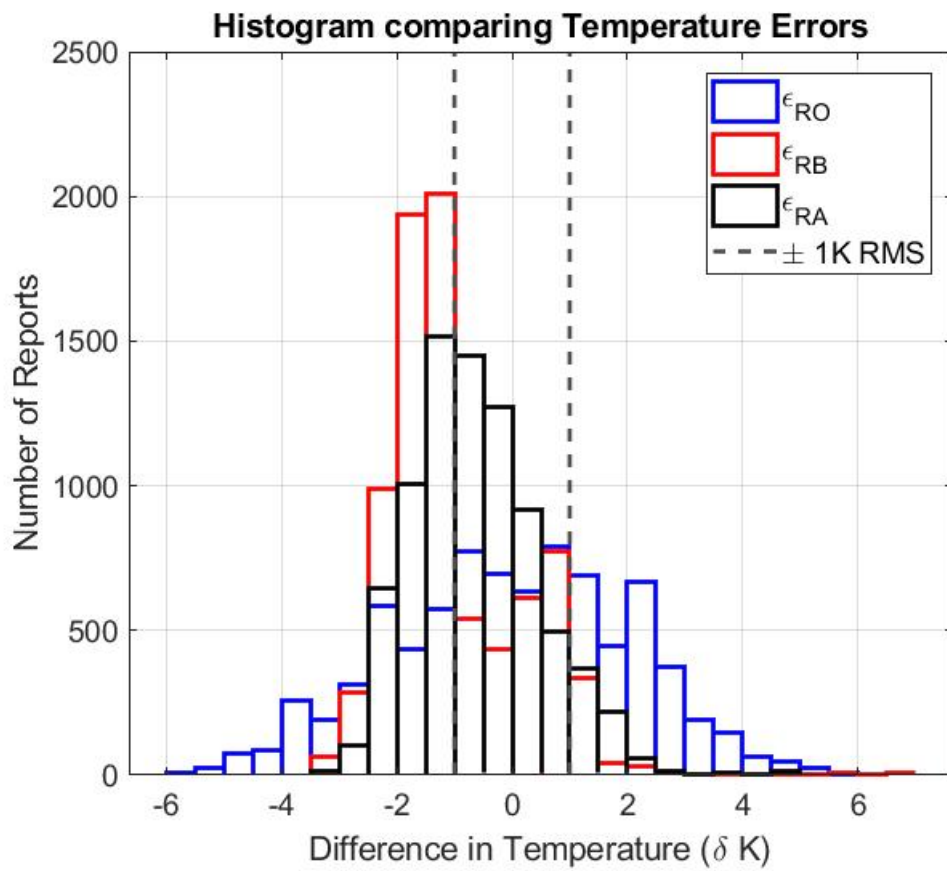 Histogram comparing Temperature Errors
2500
2000
1500
1000
500
0
Number of Reports
ϵRO
ϵRB
ϵRA
± 1K RMS
-6 -4 -2 0 2 4 6
Difference in Temperature (δ K)